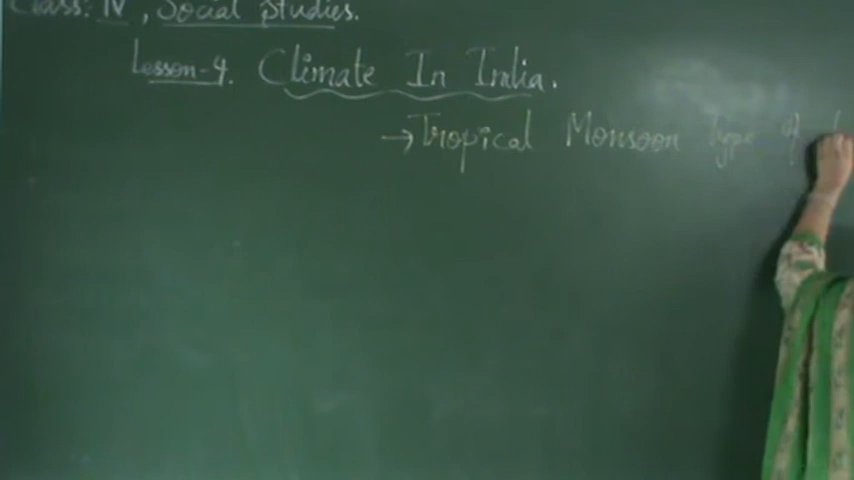 Class: IV, Social Studies.
Lesson-4. Climate In India.
→Tropical Monsoon Type of